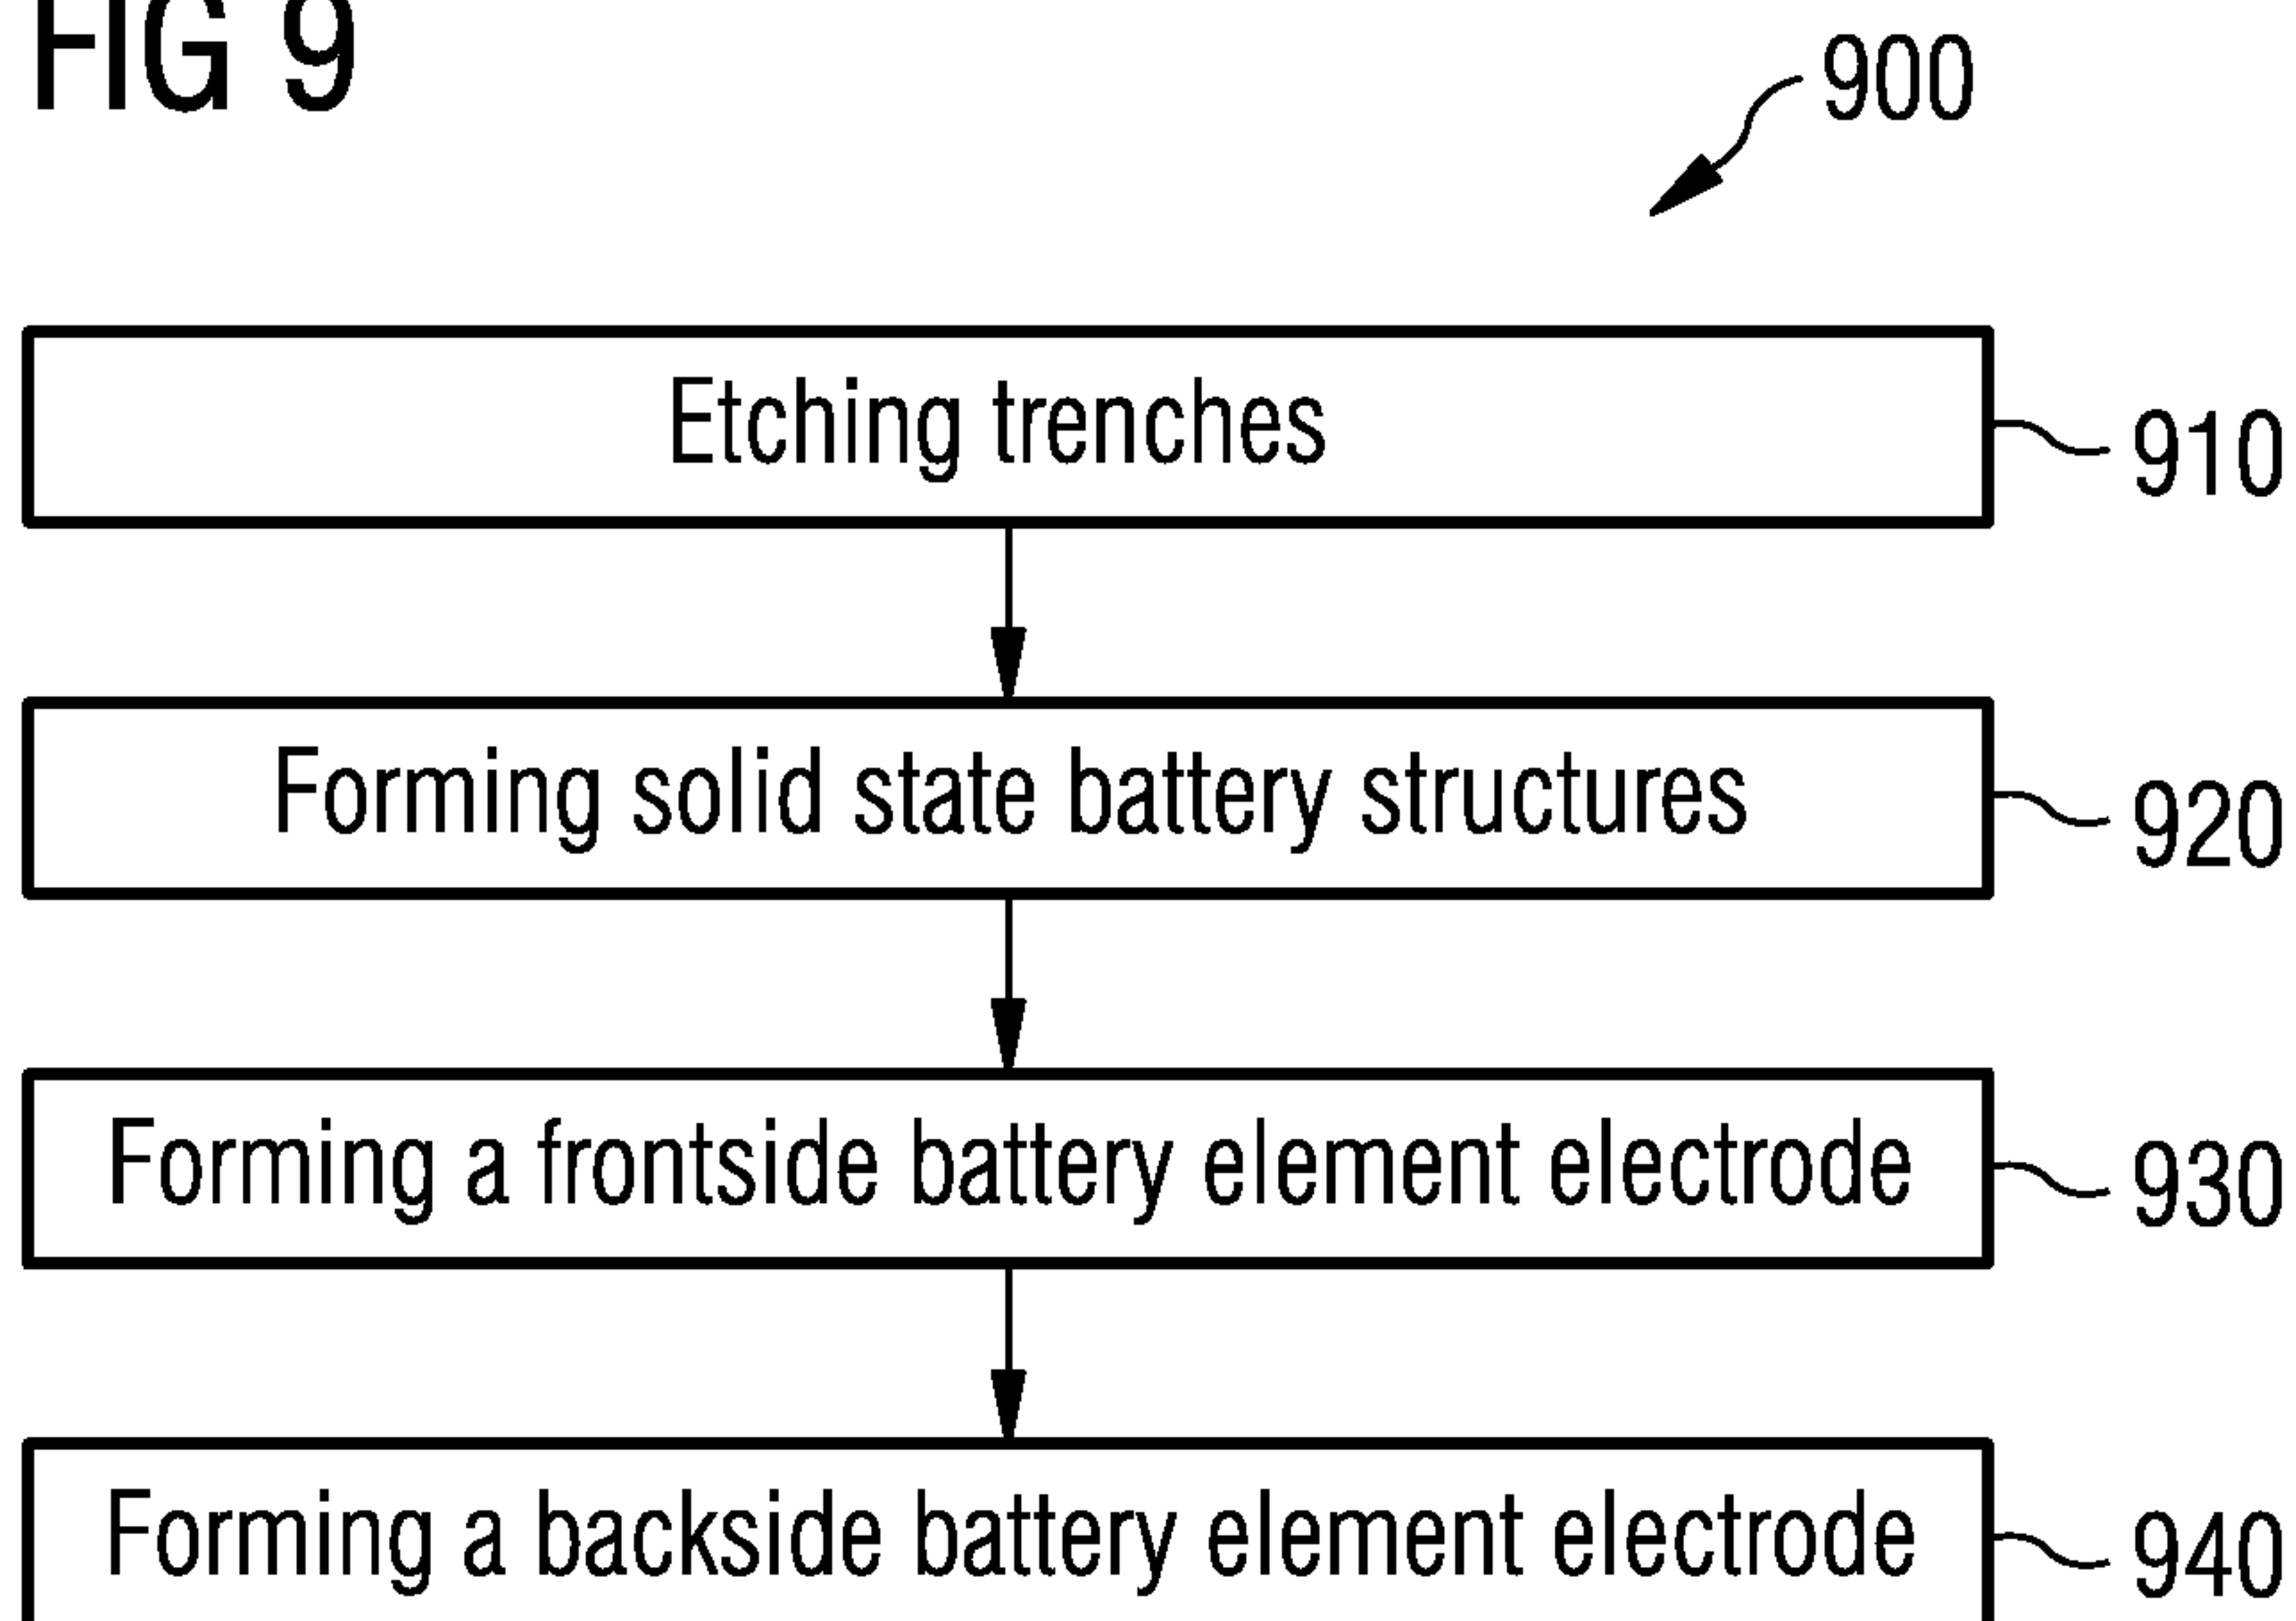 FIG 9
900
Etching trenches
910
Forming solid state battery structures
920
Forming a frontside battery element electrode
930
Forming a backside battery element electrode
940